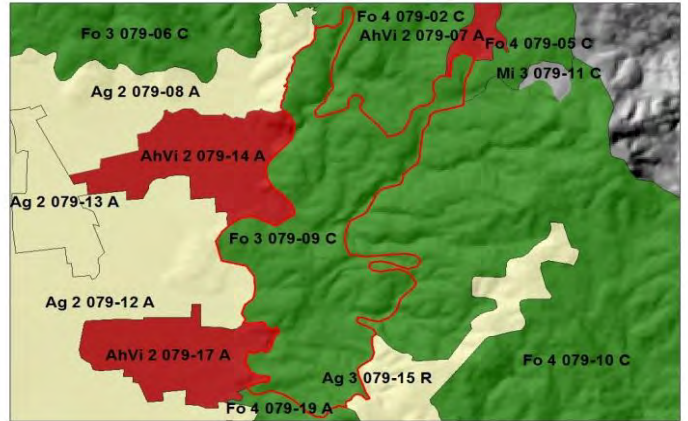 Fo 4 079-02 C
Fo 3 079-06 C
AhVi 2 079-07 A
Fo 4 079-05 C
Mi 3 079-11 C
Ag 2 079-08 A
AhVi 2 079-14 A
Ag 2 079-13 A
Fo 3 079-09 C
Ag 2 079-12 A
AhVi 2 079-17 A
Fo 4 079-10 C
Ag 3 079-15 R
Fo 4 079-19 A